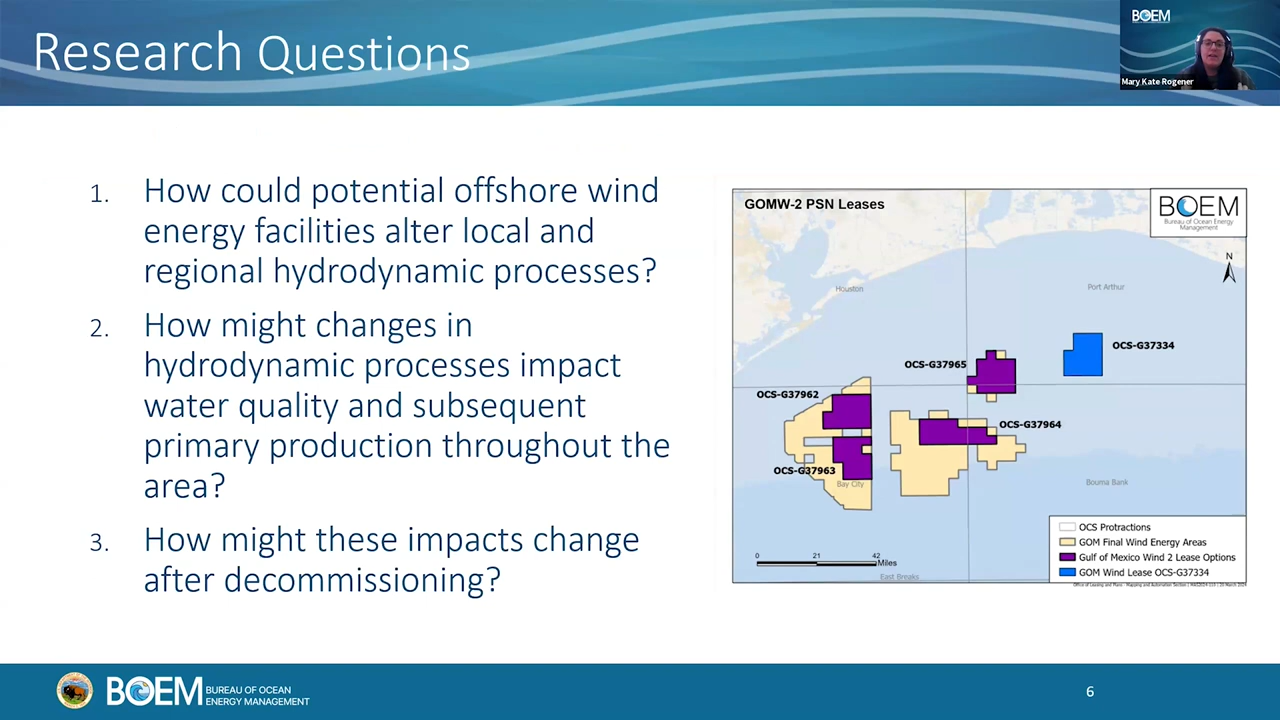 Research Questions
BOEM
Mary Kate Rogener
1. How could potential offshore wind
energy facilities alter local and
regional hydrodynamic processes?
2. How might changes in
hydrodynamic processes impact
water quality and subsequent
primary production throughout the
area?
3. How might these impacts change
after decommissioning?
GOMW-2 PSN Leases
BOEM
Bureau of Ocean Energy
Management
N
Houston
Port Arthur
OCS-G37334
OCS-G37965
OCS-G37962
OCS-G37964
OCS-G37963
Bay City
Bouma Bank
OCS Protractions
GOM Final Wind Energy Areas
Gulf of Mexico Wind 2 Lease Options
GOM Wind Lease OCS-G37334
0 21 42
Miles
East Breaks
BOEM
BUREAU OF OCEAN
ENERGY MANAGEMENT
6